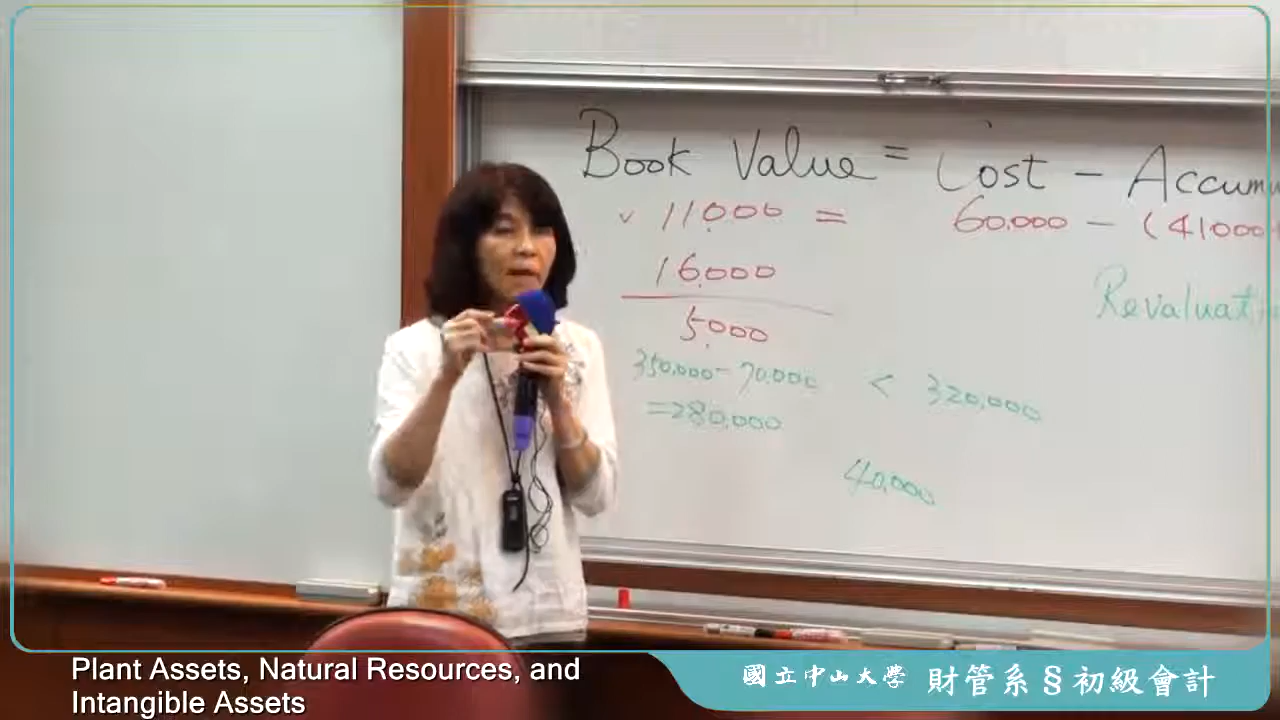 Book Value = Cost - Accumu
✓ 11,000 = 60,000 - (41000
16,000
5,000
Revaluati
350,000 - 70,000 < 320,000
= 280,000
40,000
Plant Assets, Natural Resources, and
Intangible Assets
國立中山大學 財管系§初級會計